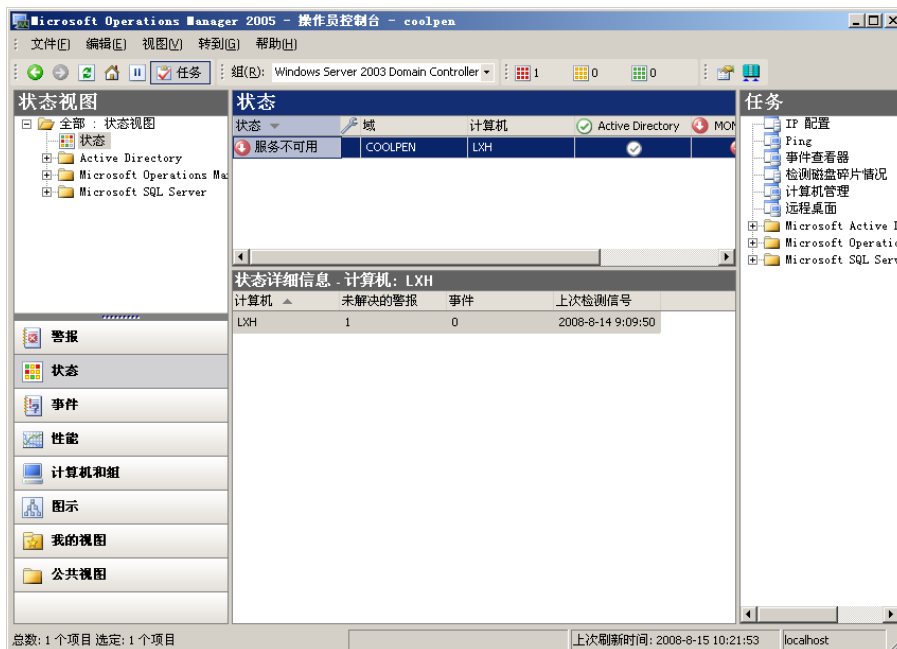 Microsoft Operations Manager 2005 - 操作员控制台 - coolpen
文件(F) 编辑(E) 视图(V) 转到(G) 帮助(H)
任务 组(R): Windows Server 2003 Domain Controller 1 0 0
状态视图
全部 : 状态视图
状态
Active Directory
Microsoft Operations Ma
Microsoft SQL Server
警报
状态
事件
性能
计算机和组
图示
我的视图
公共视图
状态
状态 域 计算机 Active Directory MOM
服务不可用 COOLPEN LXH
状态详细信息 - 计算机: LXH
计算机 未解决的警报 事件 上次检测信号
LXH 1 0 2008-8-14 9:09:50
任务
IP 配置
Ping
事件查看器
检测磁盘碎片情况
计算机管理
远程桌面
Microsoft Active D
Microsoft Operatio
Microsoft SQL Serv
总数: 1 个项目 选定: 1 个项目 上次刷新时间: 2008-8-15 10:21:53 localhost